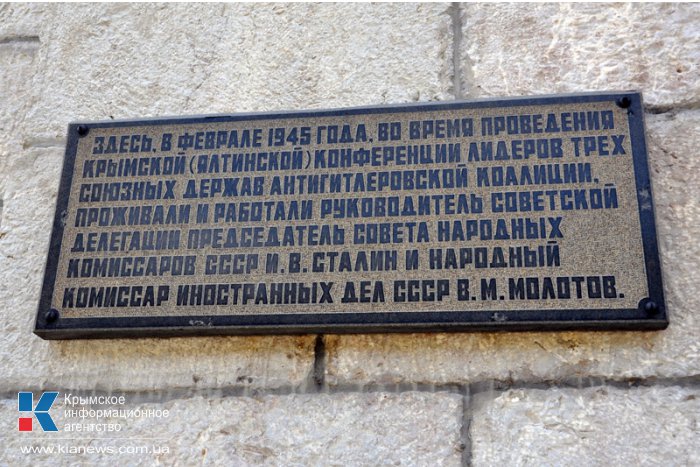 ЗДЕСЬ, В ФЕВРАЛЕ 1945 ГОДА, ВО ВРЕМЯ ПРОВЕДЕНИЯ
КРЫМСКОЙ (ЯЛТИНСКОЙ) КОНФЕРЕНЦИИ ЛИДЕРОВ ТРЕХ
СОЮЗНЫХ ДЕРЖАВ АНТИГИТЛЕРОВСКОЙ КОАЛИЦИИ,
ПРОЖИВАЛИ И РАБОТАЛИ РУКОВОДИТЕЛЬ СОВЕТСКОЙ
ДЕЛЕГАЦИИ ПРЕДСЕДАТЕЛЬ СОВЕТА НАРОДНЫХ
КОМИССАРОВ СССР И. В. СТАЛИН И НАРОДНЫЙ
КОМИССАР ИНОСТРАННЫХ ДЕЛ СССР В. М. МОЛОТОВ.
Крымское
информационное
агентство
www.kianews.com.ua